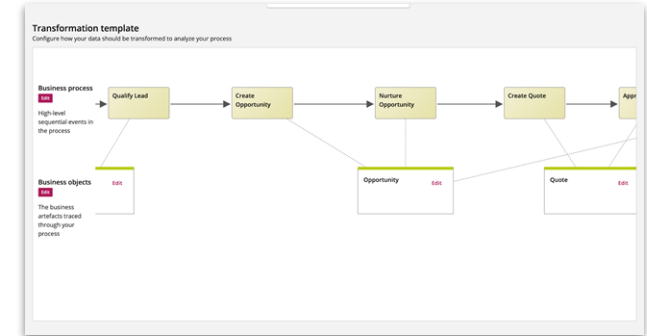 Transformation template
Configure how your data should be transformed to analyze your process
Business process
Edit
High-level
sequential events in
the process
Qualify Lead
Create
Opportunity
Nurture
Opportunity
Create Quote
Appr
Business objects
Edit
The business
artefacts traced
through your
process
Edit
Opportunity
Edit
Quote
Edit